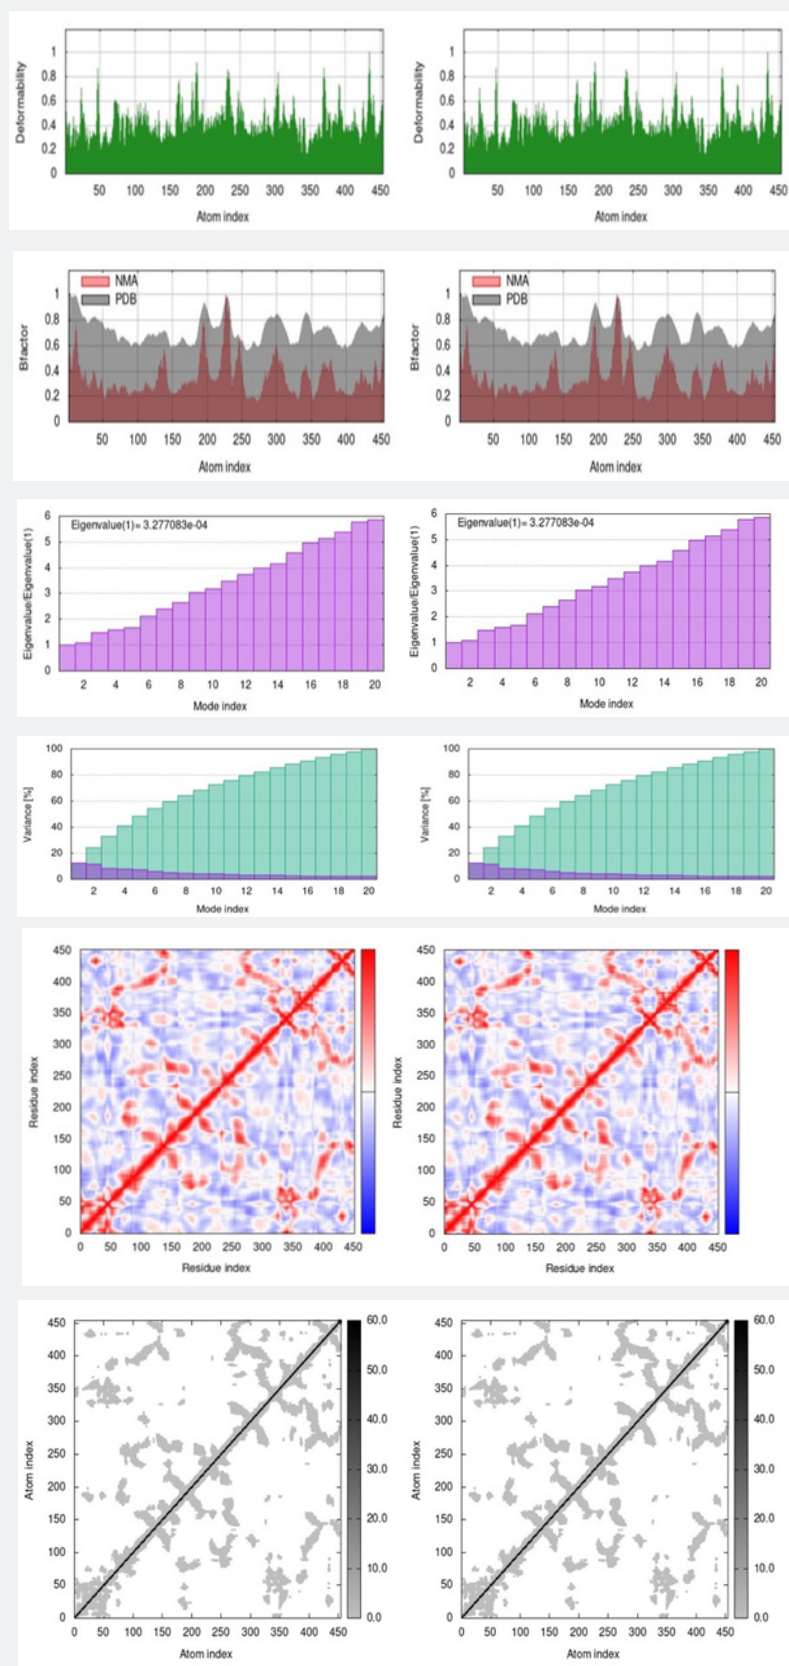 Deformability
1
0.8
0.6
0.4
0.2
0
50 100 150 200 250 300 350 400 450
Atom index
Deformability
1
0.8
0.6
0.4
0.2
0
50 100 150 200 250 300 350 400 450
Atom index
Bfactor
NMA
PDB
1
0.8
0.6
0.4
0.2
0
50 100 150 200 250 300 350 400 450
Atom index
Bfactor
NMA
PDB
1
0.8
0.6
0.4
0.2
0
50 100 150 200 250 300 350 400 450
Atom index
Eigenvalue/Eigenvalue(1)
Eigenvalue(1)= 3.277083e-04
6
5
4
3
2
1
0
2 4 6 8 10 12 14 16 18 20
Mode index
Eigenvalue/Eigenvalue(1)
Eigenvalue(1)= 3.277083e-04
6
5
4
3
2
1
0
2 4 6 8 10 12 14 16 18 20
Mode index
Variance [%]
100
80
60
40
20
0
2 4 6 8 10 12 14 16 18 20
Mode index
Variance [%]
100
80
60
40
20
0
2 4 6 8 10 12 14 16 18 20
Mode index
Residue index
450
400
350
300
250
200
150
100
50
0
0 50 100 150 200 250 300 350 400 450
Residue index
Residue index
450
400
350
300
250
200
150
100
50
0
0 50 100 150 200 250 300 350 400 450
Residue index
Atom index
450
400
350
300
250
200
150
100
50
0
0 50 100 150 200 250 300 350 400 450
Atom index
60.0
50.0
40.0
30.0
20.0
10.0
0.0
Atom index
450
400
350
300
250
200
150
100
50
0
0 50 100 150 200 250 300 350 400 450
Atom index
60.0
50.0
40.0
30.0
20.0
10.0
0.0